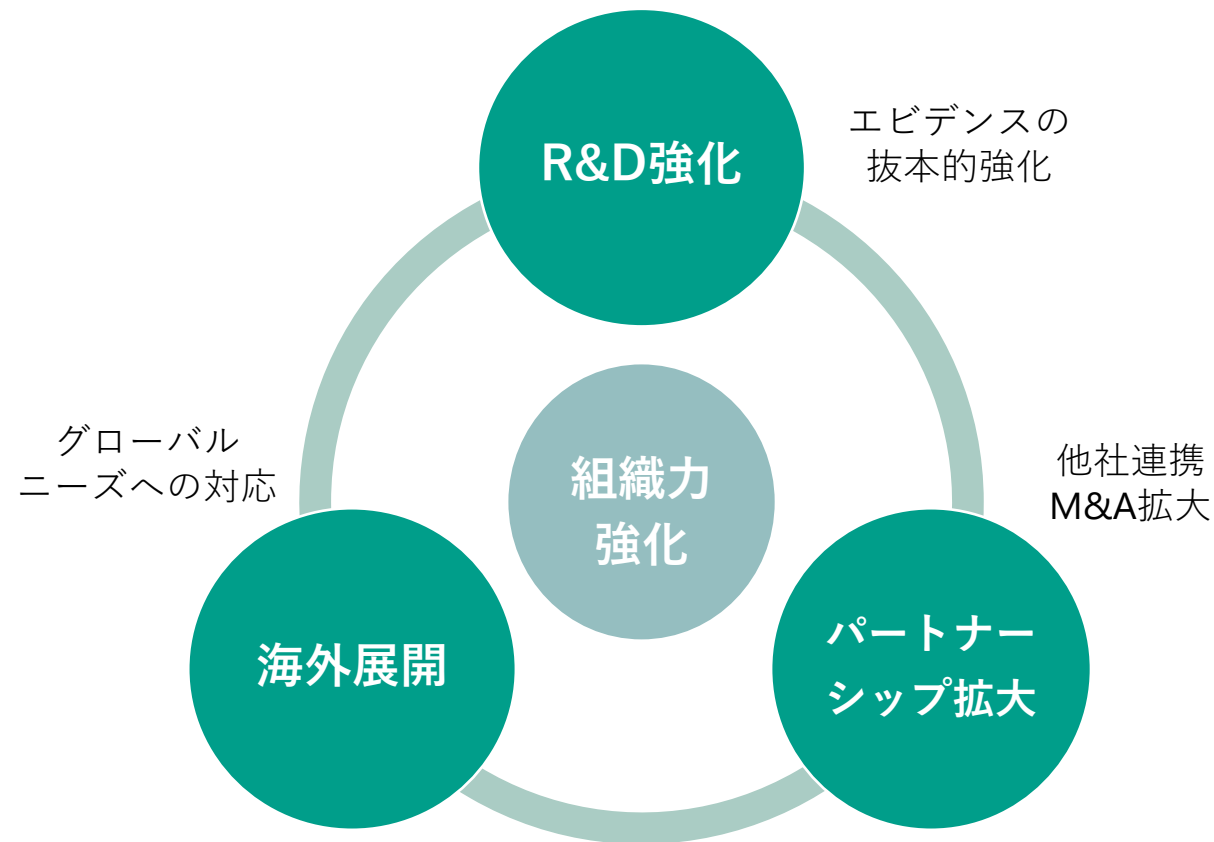 R&D強化
エビデンスの
抜本的強化
グローバル
ニーズへの対応
組織力
強化
他社連携
M&A拡大
海外展開
パートナー
シップ拡大